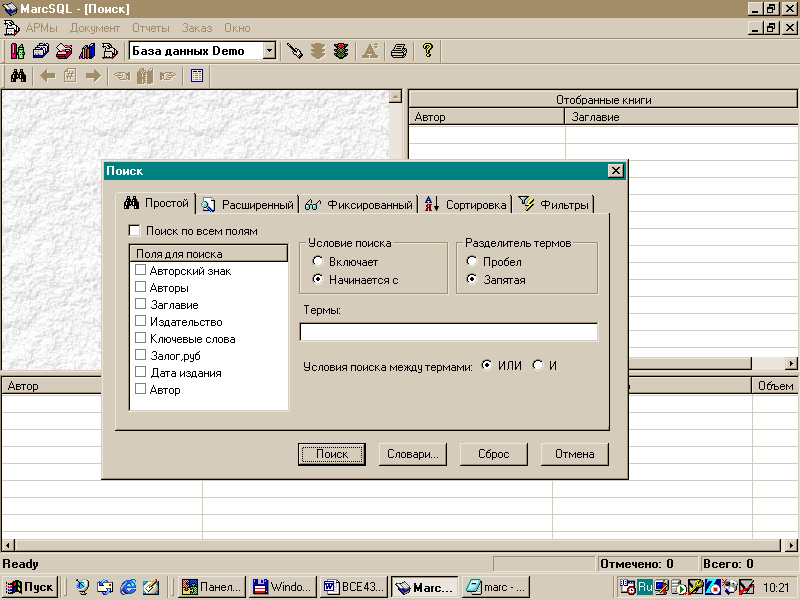 MarcSQL - [Поиск]
АРМы Документ Отчеты Заказ Окно
База данных Demo
Отобранные книги
Автор Заглавие
Поиск
Простой Расширенный Фиксированный Сортировка Фильтры
Поиск по всем полям
Поля для поиска
Авторский знак
Авторы
Заглавие
Издательство
Ключевые слова
Залог,руб
Дата издания
Автор
Условие поиска
Включает
Начинается с
Разделитель термов
Пробел
Запятая
Термы:
Условия поиска между термами: ИЛИ И
Поиск Словари... Сброс Отмена
Автор Объем
Ready Отмечено: 0 Всего: 0
Пуск Панел... Windo... ВСЕ43... Marc... marc - ... Ru 10:21